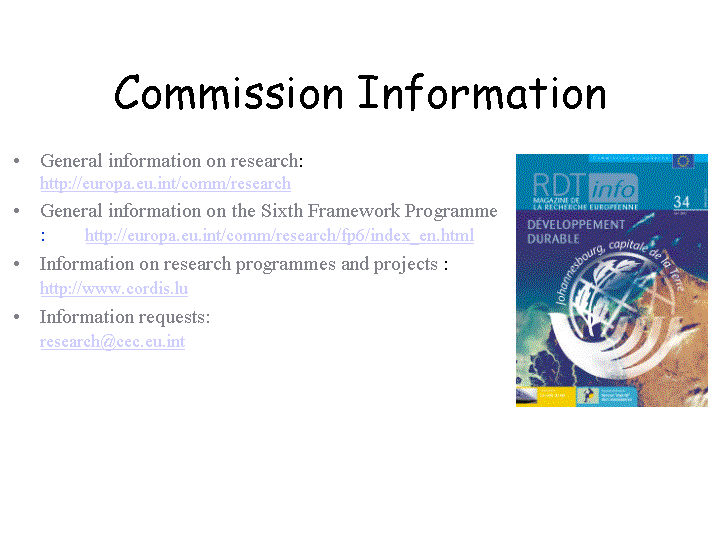 Commission Information
• General information on research:
http://europa.eu.int/comm/research
• General information on the Sixth Framework Programme
: http://europa.eu.int/comm/research/fp6/index_en.html
• Information on research programmes and projects :
http://www.cordis.lu
• Information requests:
research@cec.eu.int
RDT info
MAGAZINE DE
LA RECHERCHE EUROPÉENNE
34
DÉVELOPPEMENT
DURABLE
Johannesbourg, capitale de la Terre